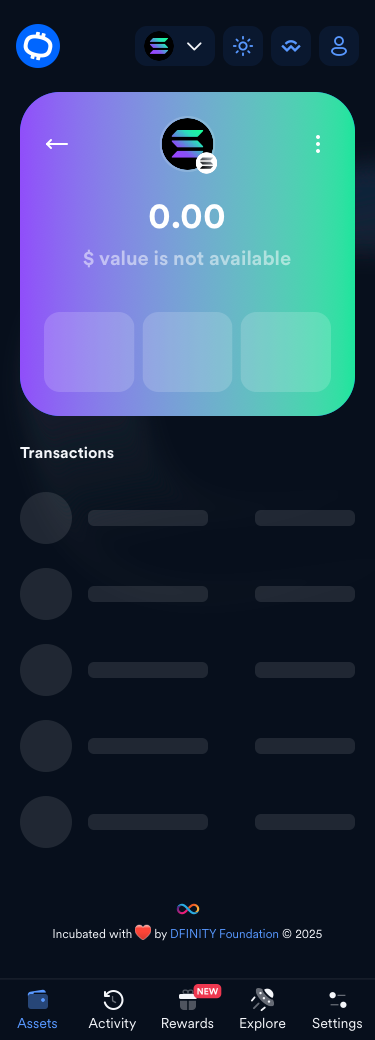 0.00
$ value is not available
Transactions
Incubated with ❤️ by DFINITY Foundation © 2025
NEW
Assets Activity Rewards Explore Settings